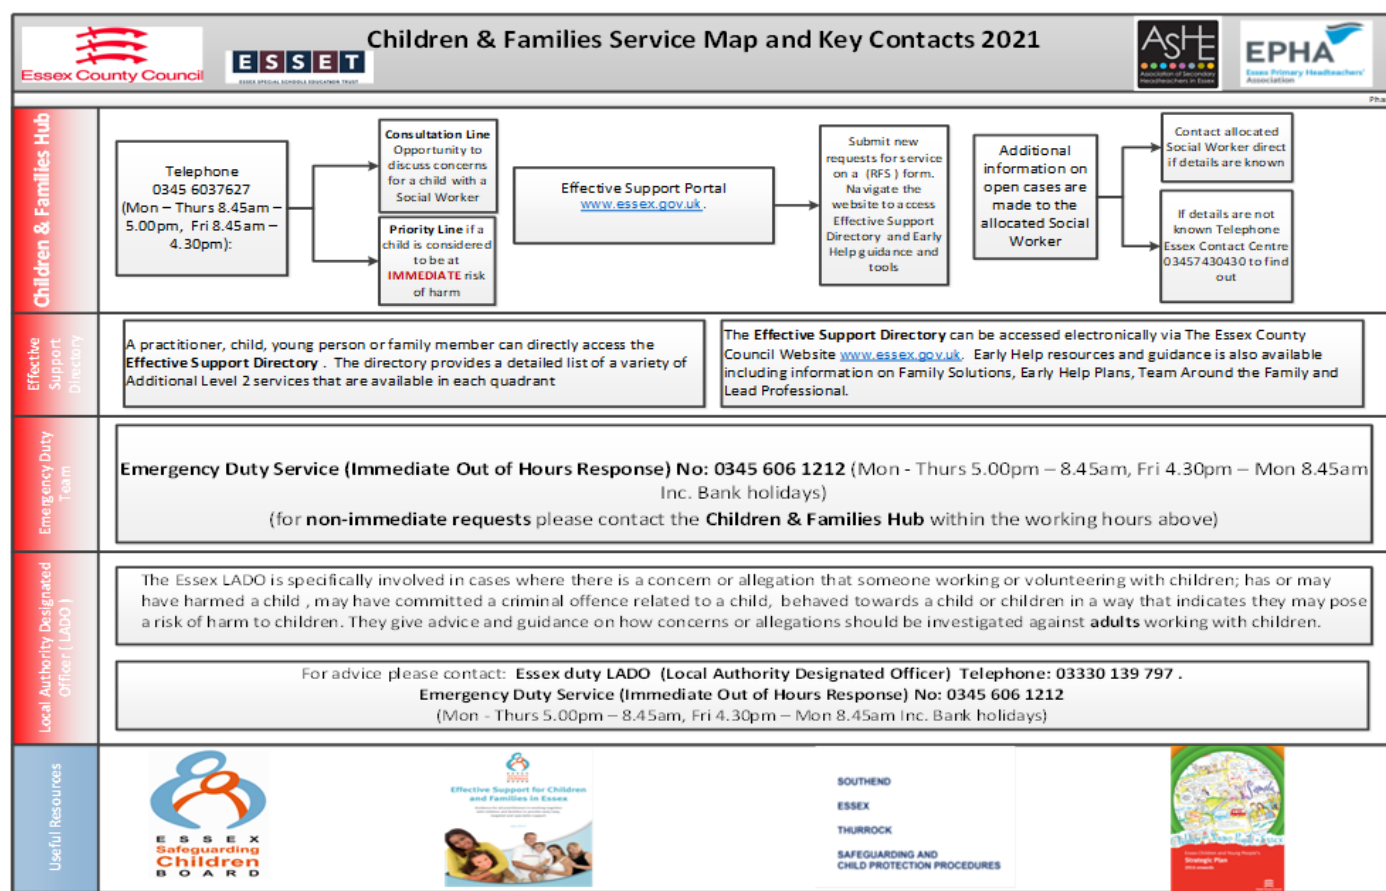 Children & Families Service Map and Key Contacts 2021
Essex County Council
ESSET
ESSEX SPECIAL SCHOOLS EDUCATION TRUST
ASHE
Association of Secondary
Headteachers in Essex
EPHA
Essex Primary Headteachers'
Association
Children & Families Hub
Telephone
0345 6037627
(Mon – Thurs 8.45am –
5.00pm, Fri 8.45am –
4.30pm):
Consultation Line
Opportunity to
discuss concerns
for a child with a
Social Worker
Priority Line if a
child is considered
to be at
IMMEDIATE risk
of harm
Effective Support Portal
www.essex.gov.uk.
Submit new
requests for service
on a (RFS ) form.
Navigate the
website to access
Effective Support
Directory and Early
Help guidance and
tools
Additional
information on
open cases are
made to the
allocated Social
Worker
Contact allocated
Social Worker direct
if details are known
If details are not
known Telephone
Essex Contact Centre
03457430430 to find
out
Effective
Support
Directory
A practitioner, child, young person or family member can directly access the
Effective Support Directory . The directory provides a detailed list of a variety of
Additional Level 2 services that are available in each quadrant
The Effective Support Directory can be accessed electronically via The Essex County
Council Website www.essex.gov.uk. Early Help resources and guidance is also available
including information on Family Solutions, Early Help Plans, Team Around the Family and
Lead Professional.
Emergency Duty
Team
Emergency Duty Service (Immediate Out of Hours Response) No: 0345 606 1212 (Mon - Thurs 5.00pm – 8.45am, Fri 4.30pm – Mon 8.45am
Inc. Bank holidays)
(for non-immediate requests please contact the Children & Families Hub within the working hours above)
Local Authority Designated
Officer ( LADO )
The Essex LADO is specifically involved in cases where there is a concern or allegation that someone working or volunteering with children; has or may
have harmed a child , may have committed a criminal offence related to a child, behaved towards a child or children in a way that indicates they may pose
a risk of harm to children. They give advice and guidance on how concerns or allegations should be investigated against adults working with children.
For advice please contact: Essex duty LADO (Local Authority Designated Officer) Telephone: 03330 139 797 .
Emergency Duty Service (Immediate Out of Hours Response) No: 0345 606 1212
(Mon - Thurs 5.00pm – 8.45am, Fri 4.30pm – Mon 8.45am Inc. Bank holidays)
Useful Resources
ESSEX
Safeguarding
Children
BOARD
Effective Support for Children
and Families in Essex
SOUTHEND
ESSEX
THURROCK
SAFEGUARDING AND
CHILD PROTECTION PROCEDURES
Strategic Plan